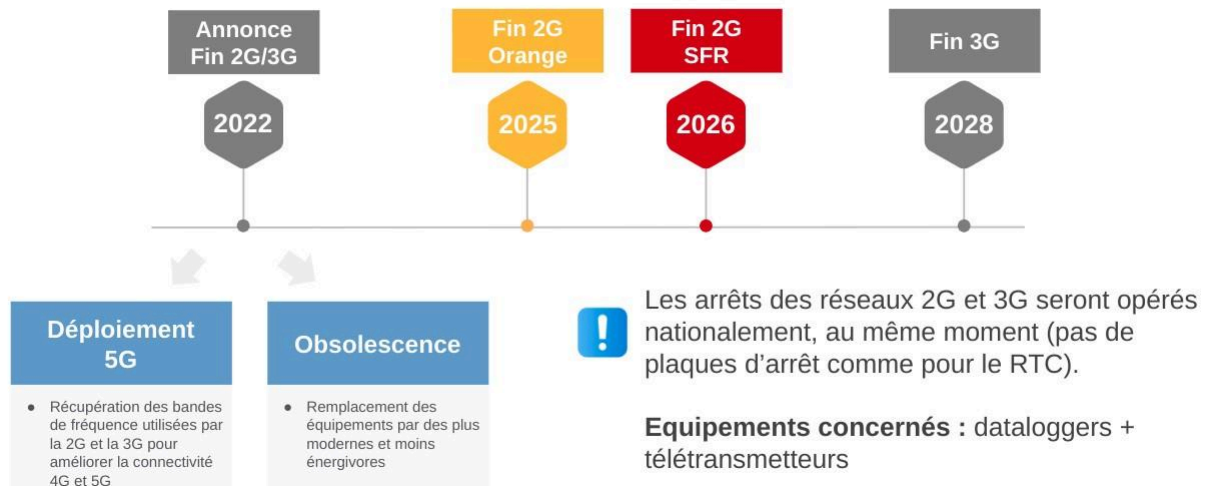 Annonce
Fin 2G/3G
Fin 2G
Orange
Fin 2G
SFR
Fin 3G
2022
2025
2026
2028
Déploiement
5G
● Récupération des bandes
de fréquence utilisées par
la 2G et la 3G pour
améliorer la connectivité
4G et 5G
Obsolescence
● Remplacement des
équipements par des plus
modernes et moins
énergivores
!
Les arrêts des réseaux 2G et 3G seront opérés
nationalement, au même moment (pas de
plaques d’arrêt comme pour le RTC).
Equipements concernés : dataloggers +
télétransmetteurs